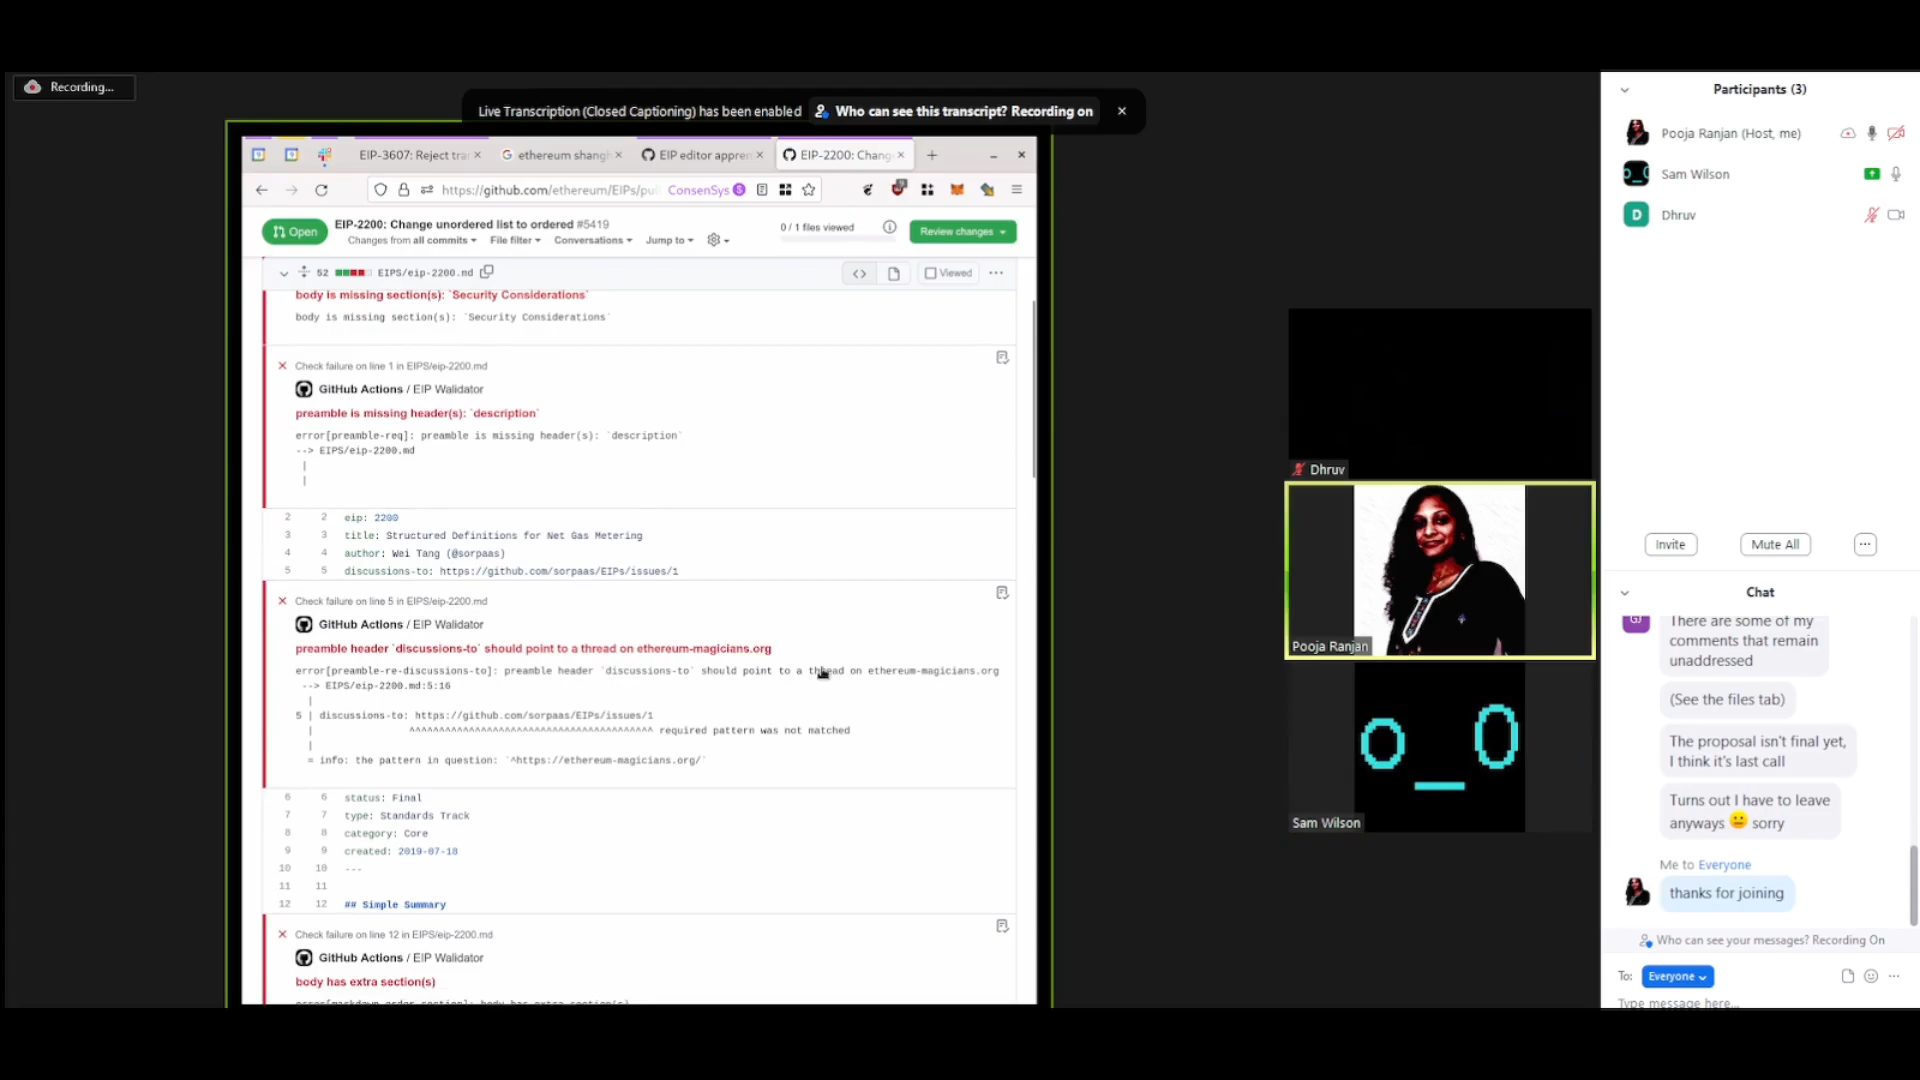 Recording...
Live Transcription (Closed Captioning) has been enabled Who can see this transcript? Recording on
EIP-3607: Reject tra
ethereum shangh
EIP editor appren
EIP-2200: Chang
https://github.com/ethereum/EIPs/pul
ConsenSys
Open
EIP-2200: Change unordered list to ordered #5419
Changes from all commits File filter Conversations Jump to
0 / 1 files viewed
Review changes
52 EIPS/eip-2200.md
Viewed
body is missing section(s): `Security Considerations`
body is missing section(s): `Security Considerations`
Check failure on line 1 in EIPS/eip-2200.md
GitHub Actions / EIP Walidator
preamble is missing header(s): `description`
error[preamble-req]: preamble is missing header(s): `description`
--> EIPS/eip-2200.md
|
|
2 2 eip: 2200
3 3 title: Structured Definitions for Net Gas Metering
4 4 author: Wei Tang (@sorpaas)
5 5 discussions-to: https://github.com/sorpaas/EIPs/issues/1
Check failure on line 5 in EIPS/eip-2200.md
GitHub Actions / EIP Walidator
preamble header `discussions-to` should point to a thread on ethereum-magicians.org
error[preamble-re-discussions-to]: preamble header `discussions-to` should point to a thread on ethereum-magicians.org
--> EIPS/eip-2200.md:5:16
|
5 | discussions-to: https://github.com/sorpaas/EIPs/issues/1
| ^^^^^^^^^^^^^^^^^^^^^^^^^^^^^^^^^^^^^^^^^ required pattern was not matched
|
= info: the pattern in question: `^https://ethereum-magicians.org/`
6 6 status: Final
7 7 type: Standards Track
8 8 category: Core
9 9 created: 2019-07-18
10 10 ---
11 11
12 12 ## Simple Summary
Check failure on line 12 in EIPS/eip-2200.md
GitHub Actions / EIP Walidator
body has extra section(s)
error[markdown-order-section]: body has extra section(s)
Dhruv
Pooja Ranjan
Sam Wilson
Participants (3)
Pooja Ranjan (Host, me)
Sam Wilson
D Dhruv
Invite
Mute All
Chat
GJ
There are some of my
comments that remain
unaddressed
(See the files tab)
The proposal isn't final yet,
I think it's last call
Turns out I have to leave
anyways 😐 sorry
Me to Everyone
thanks for joining
Who can see your messages? Recording On
To: Everyone
Type message here...